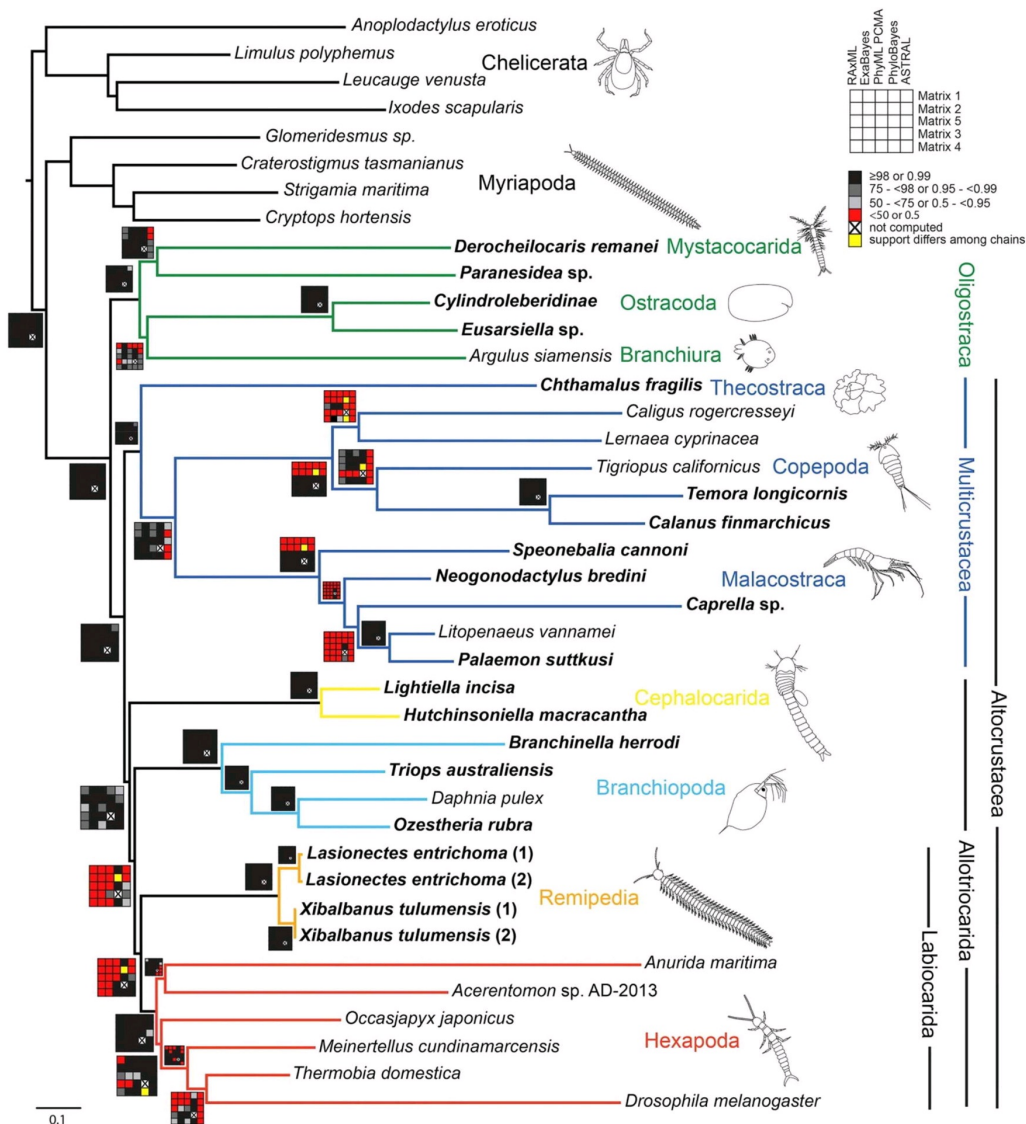 Anoplodactylus eroticus
Limulus polyphemus
Chelicerata
Leucauge venusta
Ixodes scapularis
RAxML
ExaBayes
PhyML PCMA
PhyloBayes
ASTRAL
Matrix 1
Matrix 2
Matrix 5
Matrix 3
Matrix 4
Glomeridesmus sp.
Craterostigmus tasmanianus
Myriapoda
Strigamia maritima
Cryptops hortensis
≥98 or 0.99
75 - <98 or 0.95 - <0.99
50 - <75 or 0.5 - <0.95
<50 or 0.5
not computed
support differs among chains
Derocheilocaris remanei
Mystacocarida
Paranesidea sp.
Cylindroleberidinae
Ostracoda
Eusarsiella sp.
Argulus siamensis
Branchiura
Oligostraca
Chthamalus fragilis
Thecostraca
Caligus rogercresseyi
Lernaea cyprinacea
Tigriopus californicus
Copepoda
Temora longicornis
Calanus finmarchicus
Multicrustacea
Speonebalia cannoni
Neogonodactylus bredini
Malacostraca
Caprella sp.
Litopenaeus vannamei
Palaemon suttkusi
Lightiella incisa
Cephalocarida
Hutchinsoniella macracantha
Altocrustacea
Branchinella herrodi
Triops australiensis
Branchiopoda
Daphnia pulex
Ozestheria rubra
Lasionectes entrichoma (1)
Lasionectes entrichoma (2)
Remipedia
Xibalbanus tulumensis (1)
Xibalbanus tulumensis (2)
Allotriocarida
Labiocarida
Anurida maritima
Acerentomon sp. AD-2013
Occasjapyx japonicus
Hexapoda
Meinertellus cundinamarcensis
Thermobia domestica
Drosophila melanogaster
0.1